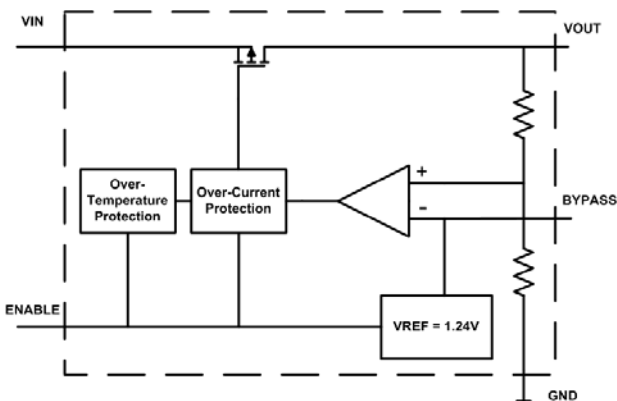 VIN
VOUT
Over-
Temperature
Protection
Over-Current
Protection
+
-
BYPASS
ENABLE
VREF = 1.24V
GND